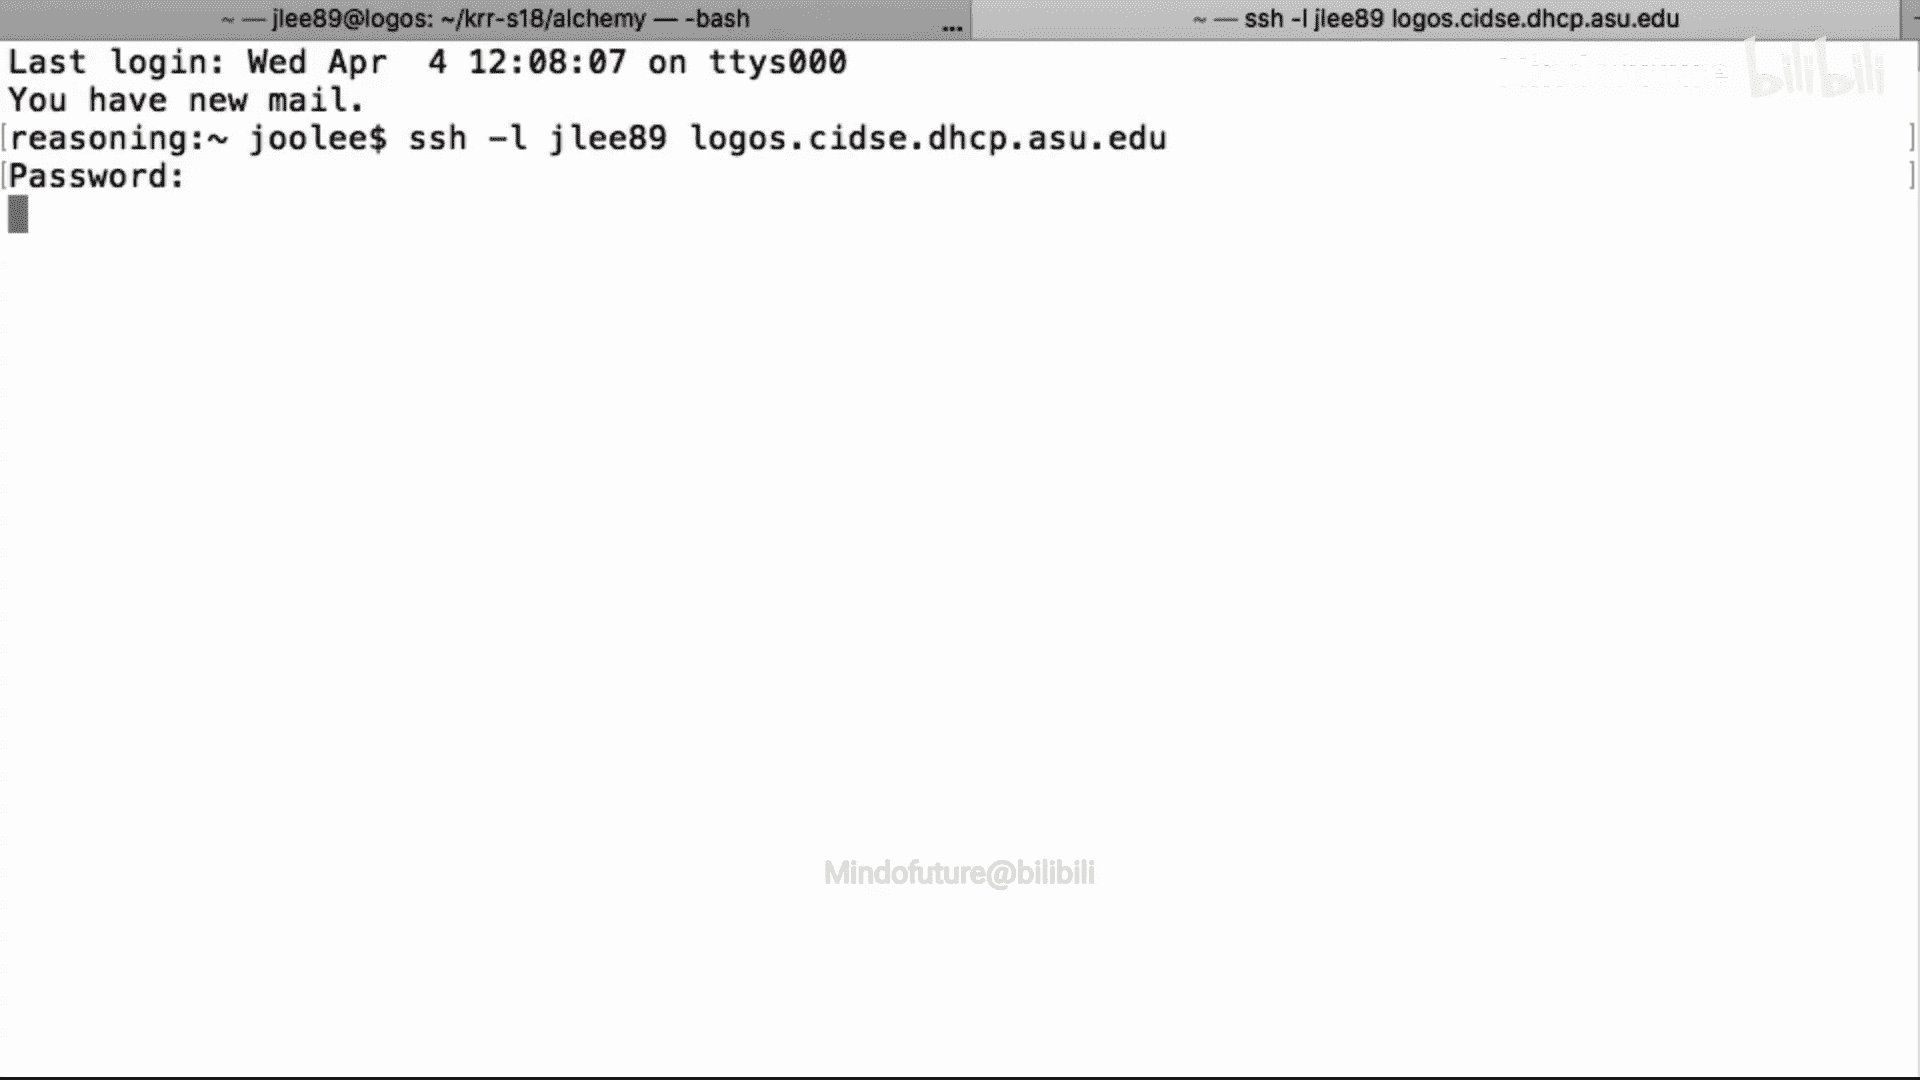 ~ — jlee89@logos: ~/krr-s18/alchemy — -bash ... ~ — ssh -l jlee89 logos.cidse.dhcp.asu.edu
Last login: Wed Apr  4 12:08:07 on ttys000
You have new mail.
[reasoning:~ joolee$ ssh -l jlee89 logos.cidse.dhcp.asu.edu ]
[Password: ]
bilibili
Mindofuture@bilibili